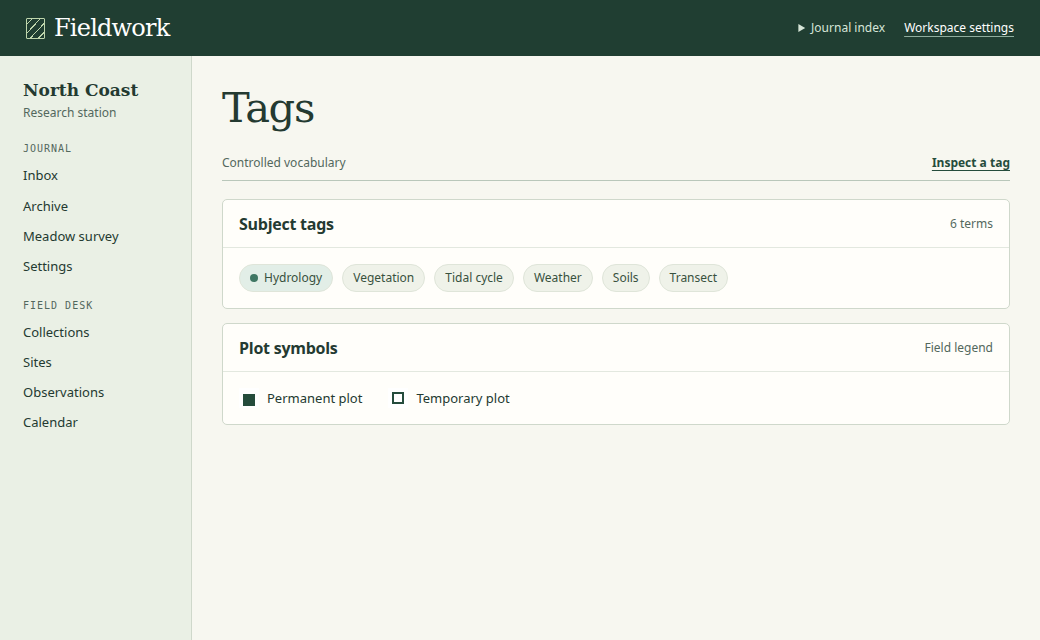 Fieldwork
Journal index
Workspace settings
North Coast
Research station
JOURNAL
Inbox
Archive
Meadow survey
Settings
FIELD DESK
Collections
Sites
Observations
Calendar
Tags
Controlled vocabulary
Inspect a tag
Subject tags
6 terms
Hydrology
Vegetation
Tidal cycle
Weather
Soils
Transect
Plot symbols
Field legend
Permanent plot
Temporary plot